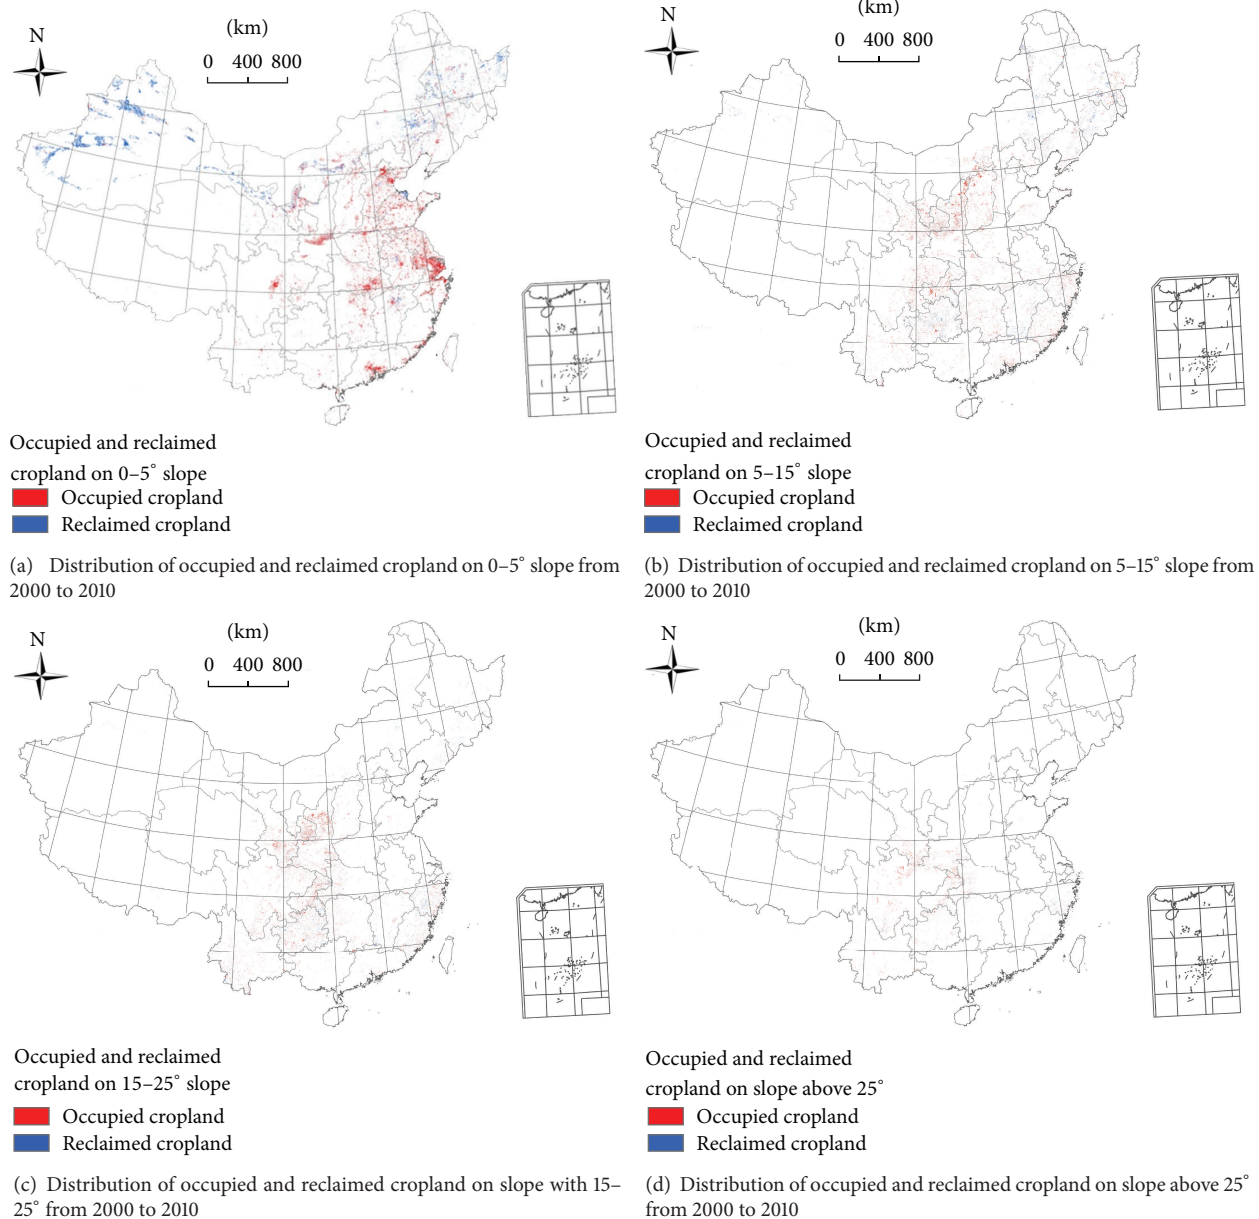 N
(km)
0 400 800
Occupied and reclaimed
cropland on 0–5° slope
Occupied cropland
Reclaimed cropland
(a) Distribution of occupied and reclaimed cropland on 0–5° slope from
2000 to 2010
N
(km)
0 400 800
Occupied and reclaimed
cropland on 5–15° slope
Occupied cropland
Reclaimed cropland
(b) Distribution of occupied and reclaimed cropland on 5–15° slope from
2000 to 2010
N
(km)
0 400 800
Occupied and reclaimed
cropland on 15–25° slope
Occupied cropland
Reclaimed cropland
(c) Distribution of occupied and reclaimed cropland on slope with 15–
25° from 2000 to 2010
N
(km)
0 400 800
Occupied and reclaimed
cropland on slope above 25°
Occupied cropland
Reclaimed cropland
(d) Distribution of occupied and reclaimed cropland on slope above 25°
from 2000 to 2010